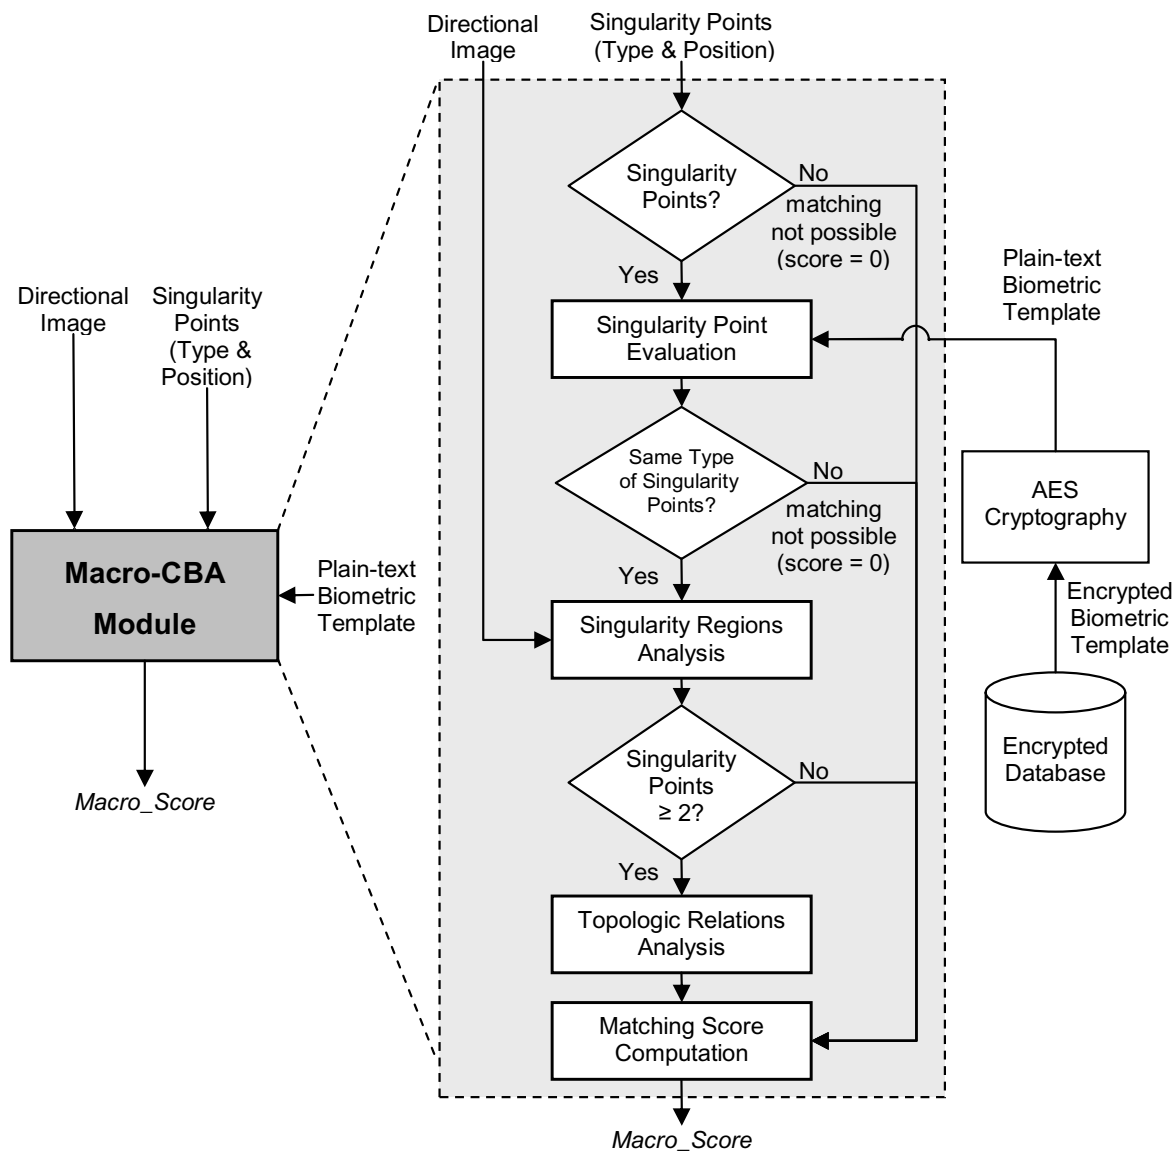 Directional
Image
Singularity Points
(Type & Position)
Singularity
Points?
No
matching
not possible
(score = 0)
Yes
Plain-text
Biometric
Template
Directional
Image
Singularity
Points
(Type &
Position)
Singularity Point
Evaluation
Same Type
of Singularity
Points?
No
matching
not possible
(score = 0)
Yes
AES
Cryptography
Macro-CBA
Module
Plain-text
Biometric
Template
Encrypted
Biometric
Template
Singularity Regions
Analysis
Singularity
Points
≥ 2?
No
Yes
Encrypted
Database
Macro_Score
Topologic Relations
Analysis
Matching Score
Computation
Macro_Score